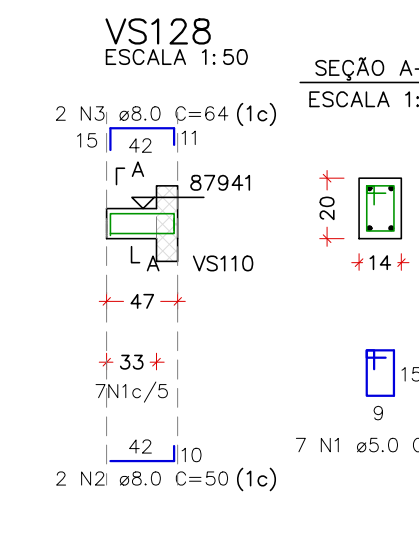 VS128
ESCALA 1:50
SEÇÃO A-
ESCALA 1:
2 N3 ø8.0 C=64 (1c)
15
42
11
A
87941
A
VS110
20
14
47
33
7N1c/5
15
9
42
10
7 N1 ø5.0
2 N2 ø8.0 C=50 (1c)